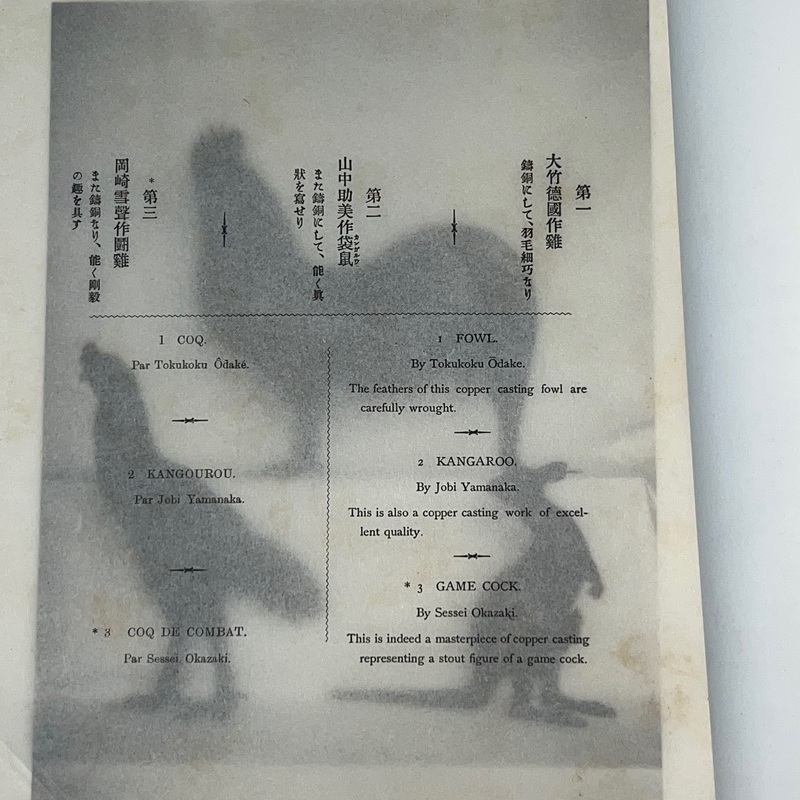 第一
大竹德國作雞
鑄銅にして、羽毛細巧なり
第二
山中助美作袋鼠
カンゲルウ
また鑄銅にして、能く眞
狀を寫せり
*第三
岡崎雪聲作鬪雞
また鑄銅なり、能く剛毅
の趣を具す
1 COQ.
Par Tokukoku Ôdaké.
2 KANGOUROU.
Par Jobi Yamanaka.
* 3 COQ DE COMBAT.
Par Sessei Okazaki.
1 FOWL.
By Tokukoku Ōdake.
The feathers of this copper casting fowl are
carefully wrought.
2 KANGAROO.
By Jobi Yamanaka.
This is also a copper casting work of excel-
lent quality.
* 3 GAME COCK.
By Sessei Okazaki.
This is indeed a masterpiece of copper casting
representing a stout figure of a game cock.